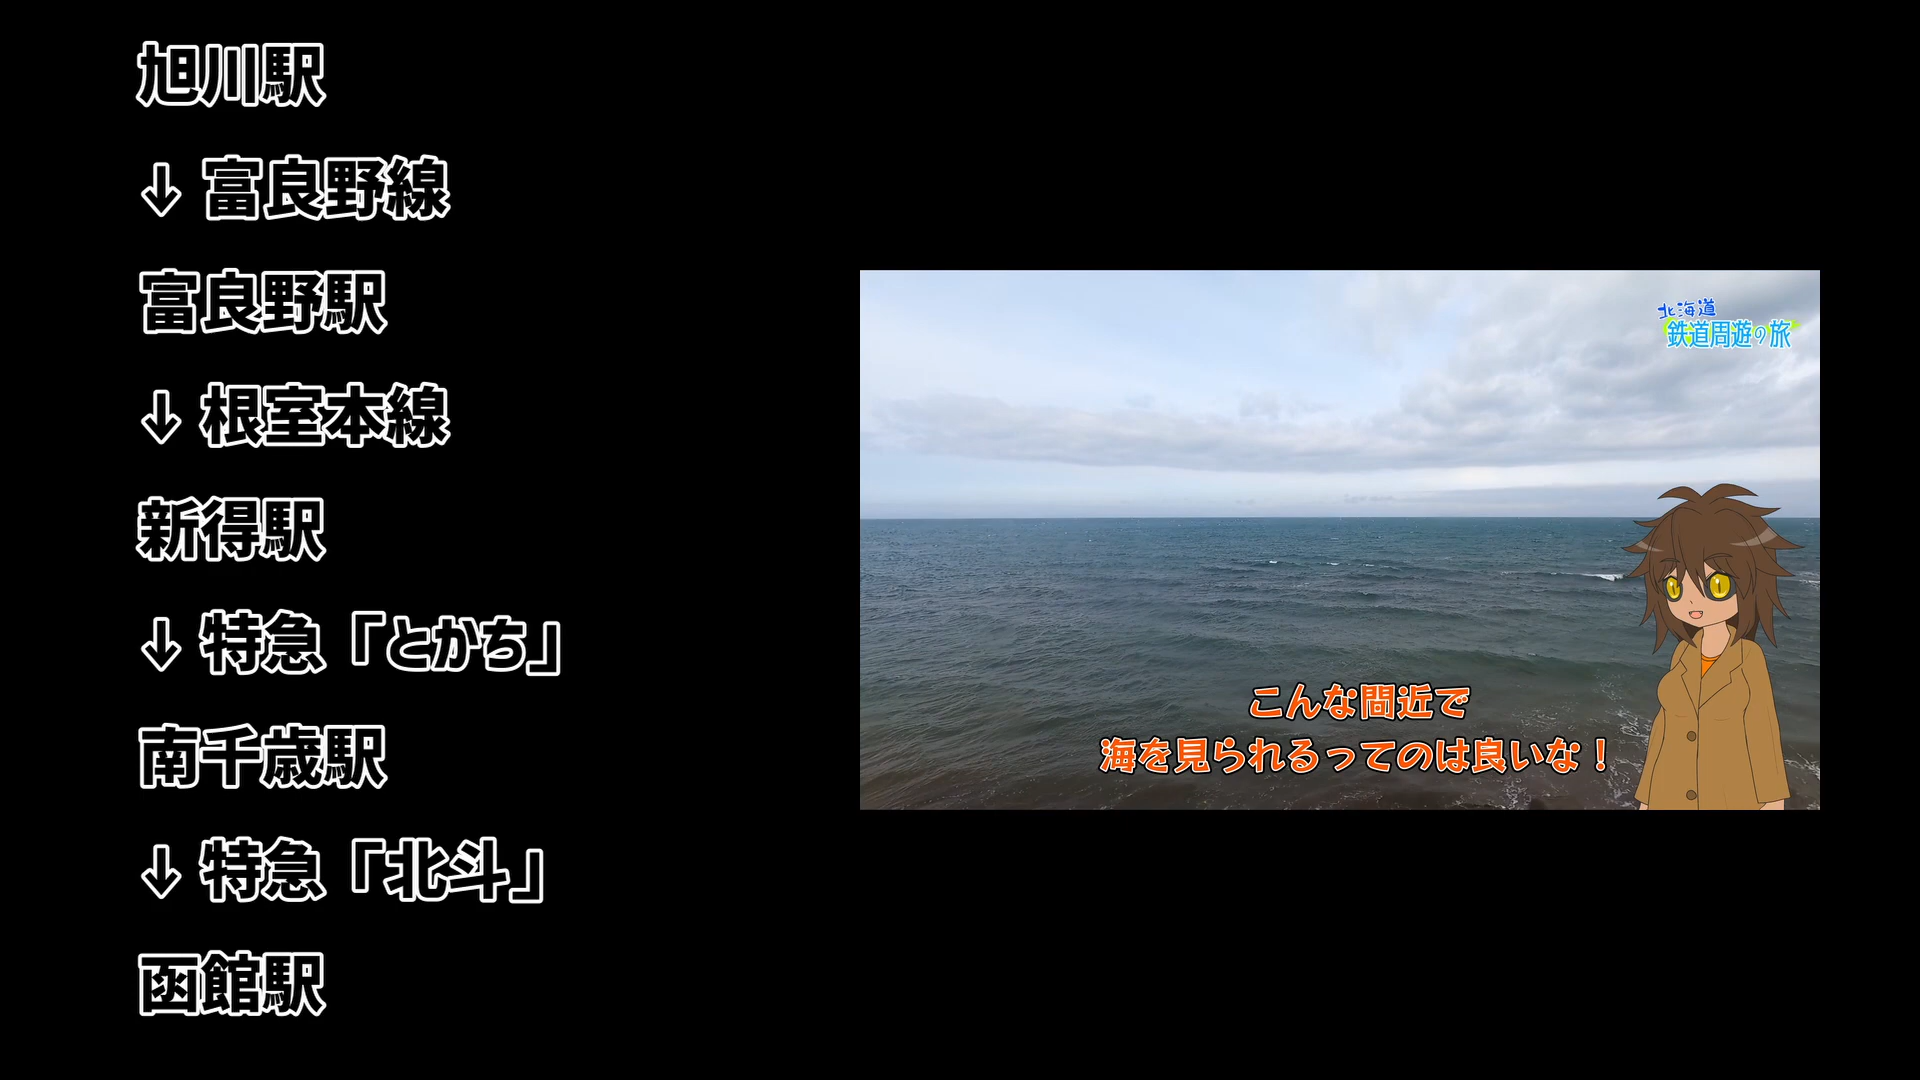 旭川駅
↓ 富良野線
富良野駅
↓ 根室本線
新得駅
↓ 特急「とかち」
南千歳駅
↓ 特急「北斗」
函館駅
北海道
鉄道周遊の旅
こんな間近で
海を見られるってのは良いな！